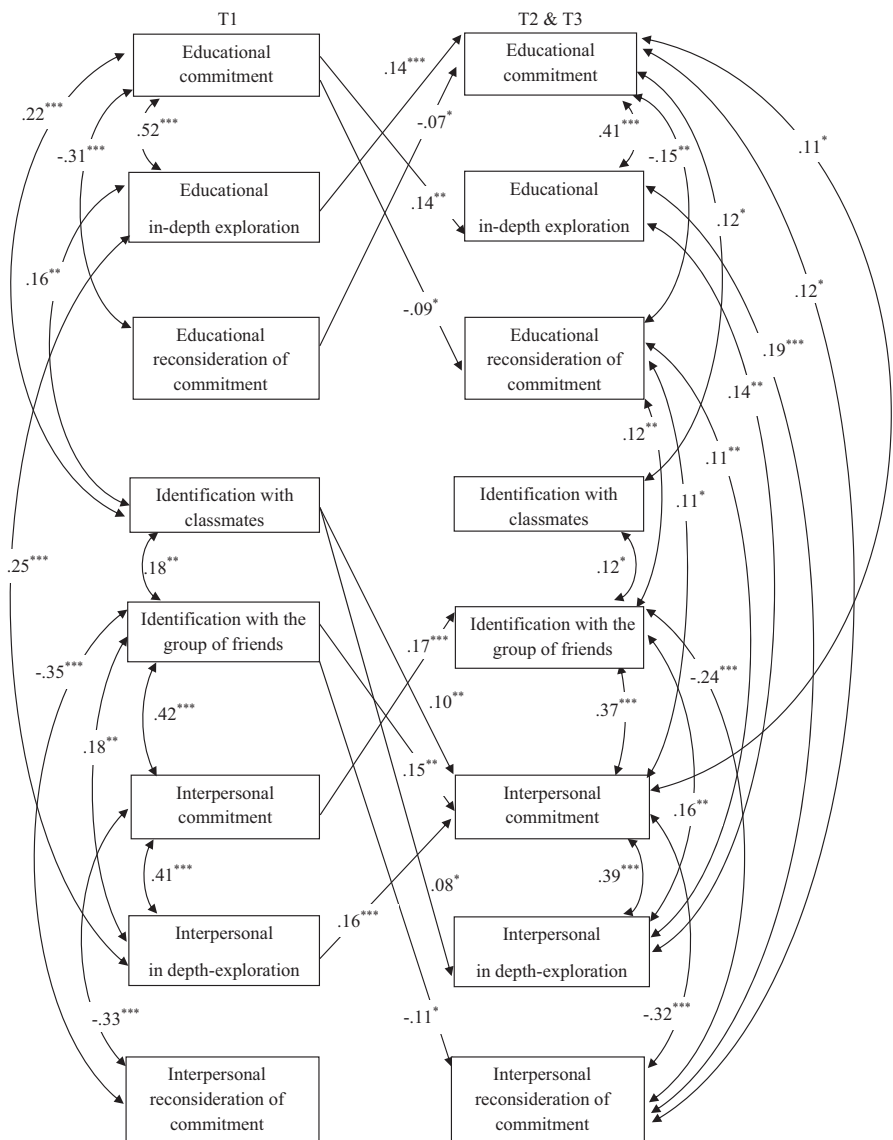 T1
T2 & T3
Educational
commitment
Educational
commitment
.14***
-.07*
.22***
.52***
.41***
.11*
-.31***
-.15**
Educational
in-depth exploration
Educational
in-depth exploration
.14**
.12*
.16**
.12*
-.09*
Educational
reconsideration of
commitment
Educational
reconsideration of
commitment
.19***
.14**
.12**
.11**
Identification with
classmates
Identification with
classmates
.11*
.25***
.18**
.12*
Identification with the
group of friends
Identification with the
group of friends
.17***
-.35***
-.24***
.42***
.10**
.37***
.18**
.15**
Interpersonal
commitment
Interpersonal
commitment
.16**
.41***
.08*
.39***
.16***
Interpersonal
in depth-exploration
Interpersonal
in depth-exploration
-.33***
-.11*
-.32***
Interpersonal
reconsideration of
commitment
Interpersonal
reconsideration of
commitment